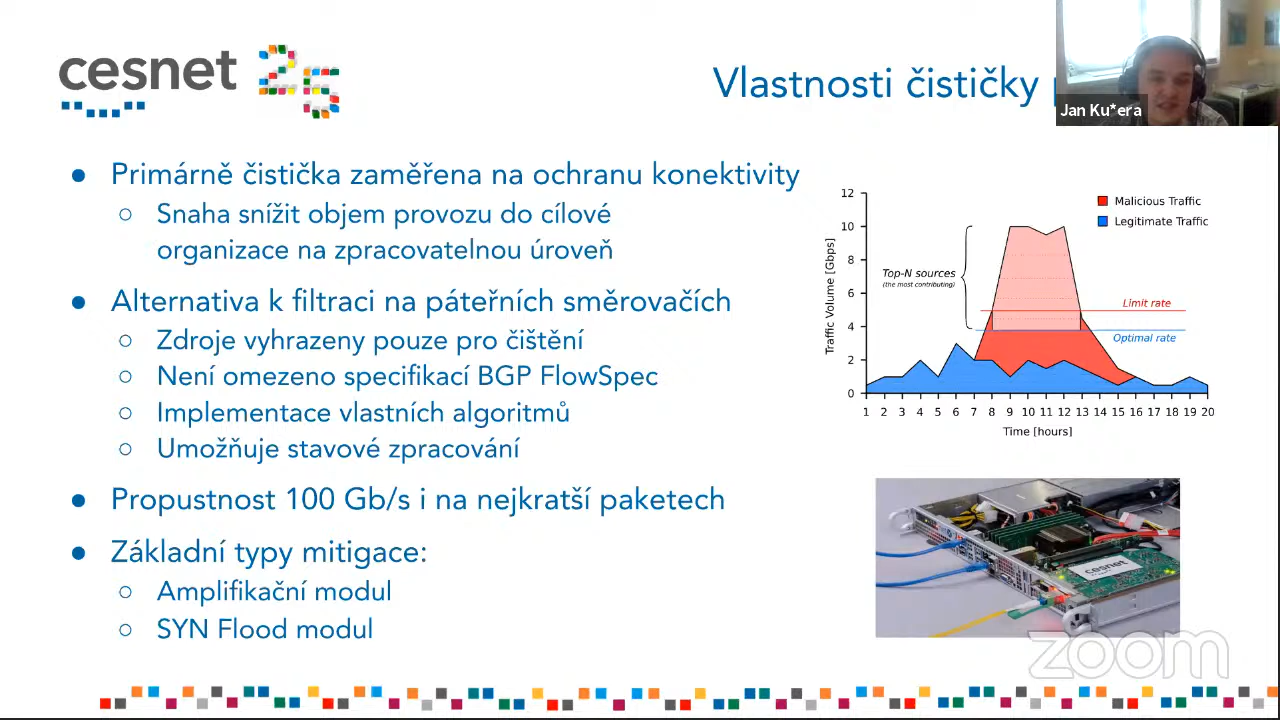 cesnet 25
Vlastnosti čističky
Jan Ku*era
● Primárně čistička zaměřena na ochranu konektivity
○ Snaha snížit objem provozu do cílové
organizace na zpracovatelnou úroveň
● Alternativa k filtraci na páteřních směrovačích
○ Zdroje vyhrazeny pouze pro čištění
○ Není omezeno specifikací BGP FlowSpec
○ Implementace vlastních algoritmů
○ Umožňuje stavové zpracování
● Propustnost 100 Gb/s i na nejkratší paketech
● Základní typy mitigace:
○ Amplifikační modul
○ SYN Flood modul
Malicious Traffic
Legitimate Traffic
Traffic Volume [Gbps]
12
10
8
6
4
2
0
Top-N sources
(the most contributing)
Limit rate
Optimal rate
1 2 3 4 5 6 7 8 9 10 11 12 13 14 15 16 17 18 19 20
Time [hours]
cesnet
zoom